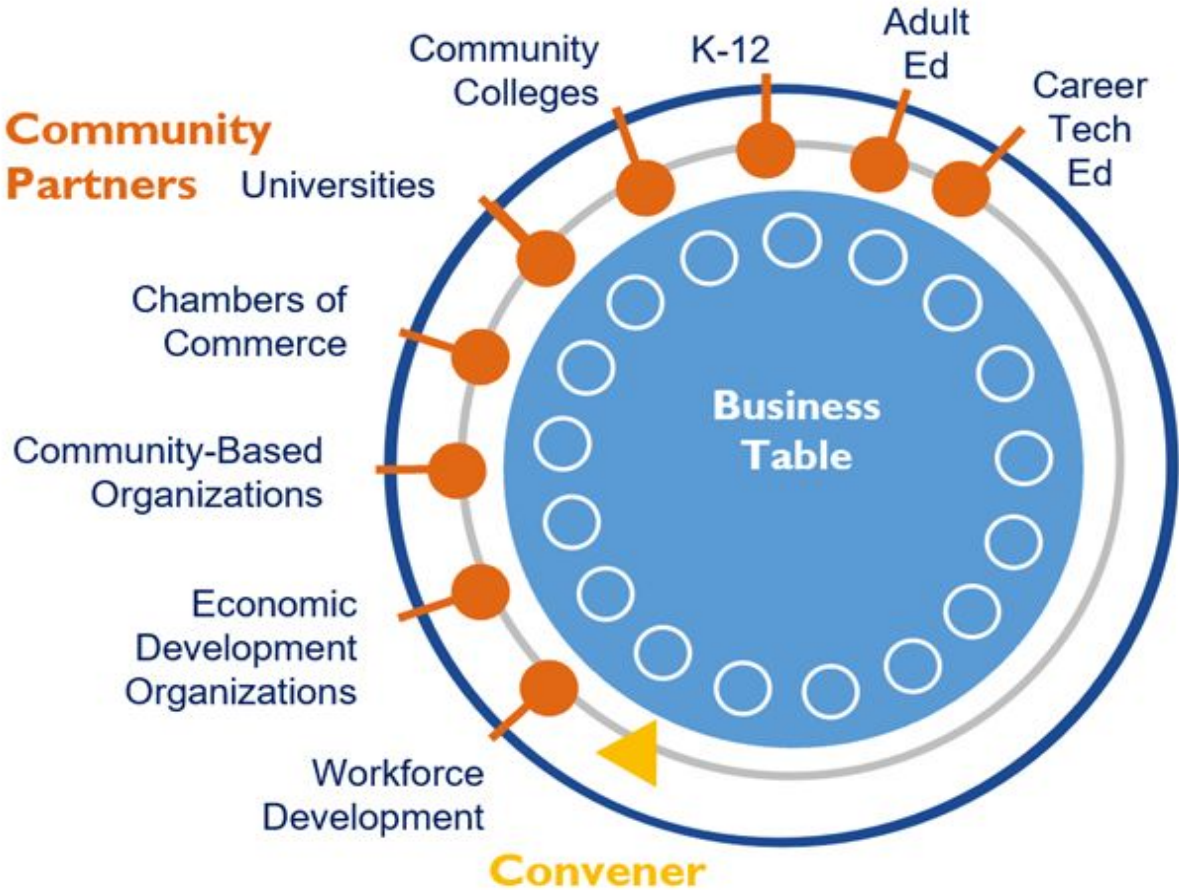 Community
Partners
Universities
Community
Colleges
K-12
Adult
Ed
Career
Tech
Ed
Chambers of
Commerce
Community-Based
Organizations
Economic
Development
Organizations
Workforce
Development
Convener
Business
Table